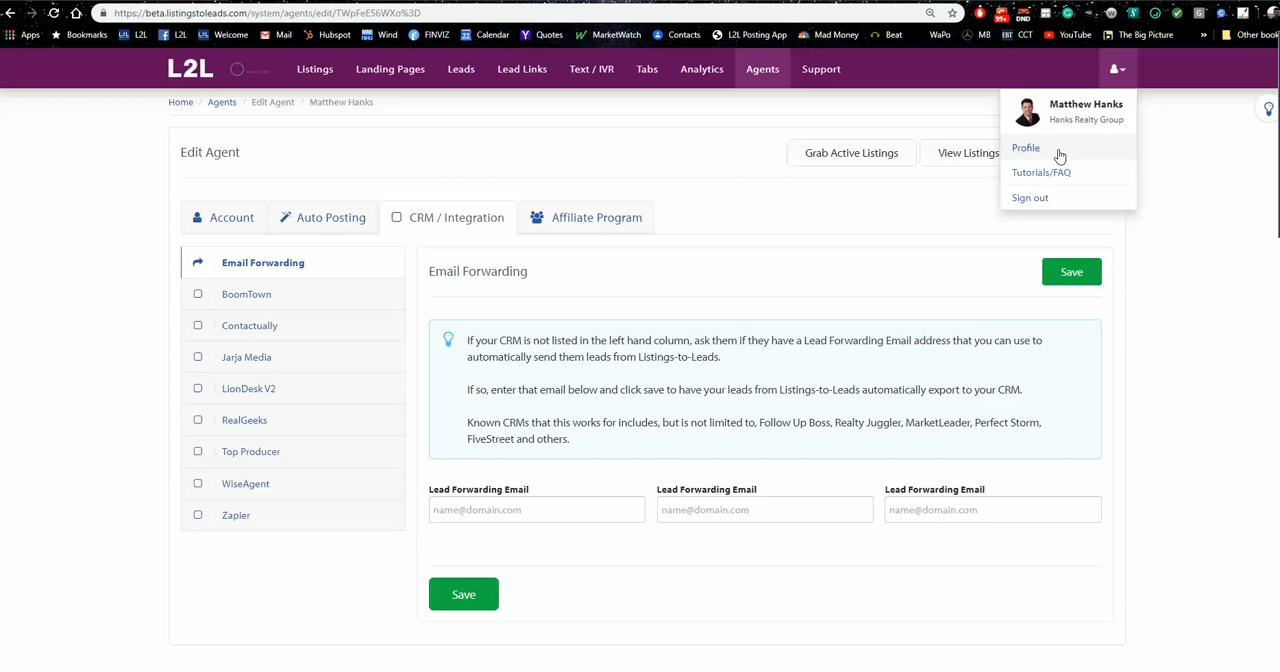 https://beta.listingstoleads.com/system/agents/edit/TWpFeE56WXo%3D
99+
DND
Apps
Bookmarks
L2L
L2L
Welcome
Mail
Hubspot
Wind
FINVIZ
Calendar
Quotes
MarketWatch
Contacts
L2L Posting App
Mad Money
Beat
WaPo
MB
EBT CCT
YouTube
The Big Picture
»
Other book
L2L
Listings
Landing Pages
Leads
Lead Links
Text / IVR
Tabs
Analytics
Agents
Support
Home / Agents / Edit Agent / Matthew Hanks
Matthew Hanks
Hanks Realty Group
Profile
Tutorials/FAQ
Sign out
Edit Agent
Grab Active Listings
View Listings
Account
Auto Posting
CRM / Integration
Affiliate Program
Email Forwarding
BoomTown
Contactually
Jarja Media
LionDesk V2
RealGeeks
Top Producer
WiseAgent
Zapier
Email Forwarding
Save
If your CRM is not listed in the left hand column, ask them if they have a Lead Forwarding Email address that you can use to
automatically send them leads from Listings-to-Leads.
If so, enter that email below and click save to have your leads from Listings-to-Leads automatically export to your CRM.
Known CRMs that this works for includes, but is not limited to, Follow Up Boss, Realty Juggler, MarketLeader, Perfect Storm,
FiveStreet and others.
Lead Forwarding Email
Lead Forwarding Email
Lead Forwarding Email
name@domain.com
name@domain.com
name@domain.com
Save